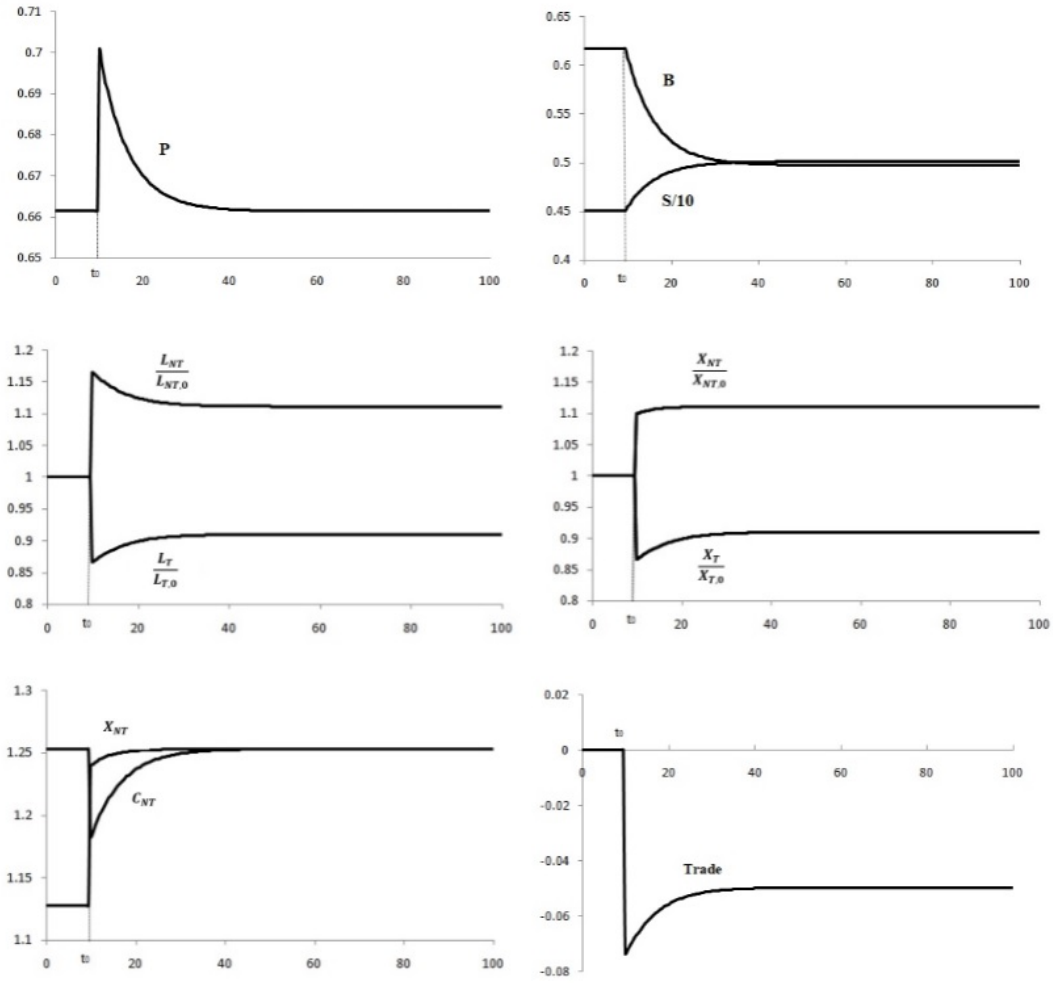 0.71
0.7
0.69
0.68
0.67
0.66
0.65
P
0 t0 20 40 60 80 100
0.65
0.6
0.55
0.5
0.45
0.4
B
S/10
0 t0 20 40 60 80 100
1.2
1.15
1.1
1.05
1
0.95
0.9
0.85
0.8
L_NT
L_NT,0
L_T
L_T,0
0 t0 20 40 60 80 100
1.2
1.15
1.1
1.05
1
0.95
0.9
0.85
0.8
X_NT
X_NT,0
X_T
X_T,0
0 t0 20 40 60 80 100
1.3
1.25
1.2
1.15
1.1
X_NT
C_NT
0 t0 20 40 60 80 100
0.02
0
-0.02
-0.04
-0.06
-0.08
t0
0 20 40 60 80 100
Trade